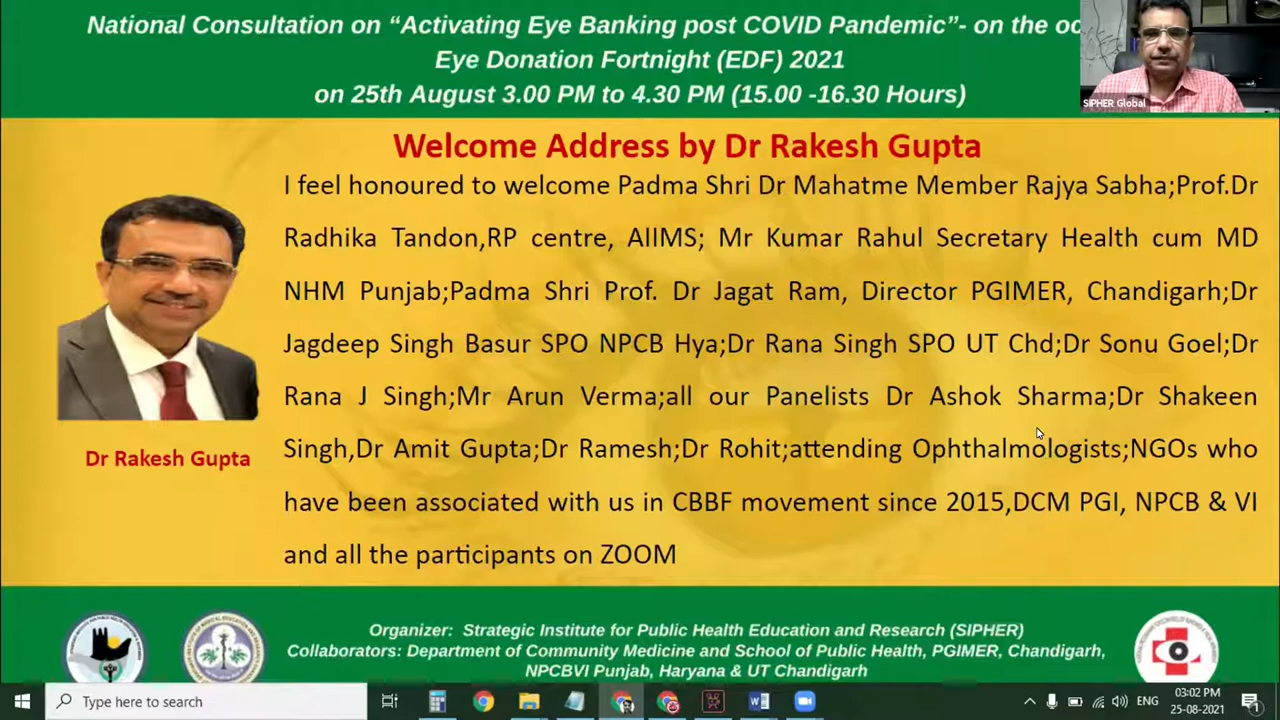 National Consultation on “Activating Eye Banking post COVID Pandemic”- on the oc
Eye Donation Fortnight (EDF) 2021
on 25th August 3.00 PM to 4.30 PM (15.00 -16.30 Hours)
SIPHER Global
Welcome Address by Dr Rakesh Gupta
I feel honoured to welcome Padma Shri Dr Mahatme Member Rajya Sabha;Prof.Dr
Radhika Tandon,RP centre, AIIMS; Mr Kumar Rahul Secretary Health cum MD
NHM Punjab;Padma Shri Prof. Dr Jagat Ram, Director PGIMER, Chandigarh;Dr
Jagdeep Singh Basur SPO NPCB Hya;Dr Rana Singh SPO UT Chd;Dr Sonu Goel;Dr
Rana J Singh;Mr Arun Verma;all our Panelists Dr Ashok Sharma;Dr Shakeen
Singh,Dr Amit Gupta;Dr Ramesh;Dr Rohit;attending Ophthalmologists;NGOs who
have been associated with us in CBBF movement since 2015,DCM PGI, NPCB & VI
and all the participants on ZOOM
Dr Rakesh Gupta
Organizer: Strategic Institute for Public Health Education and Research (SIPHER)
Collaborators: Department of Community Medicine and School of Public Health, PGIMER, Chandigarh,
NPCBVI Punjab, Haryana & UT Chandigarh
Type here to search
ENG
03:02 PM
25-08-2021